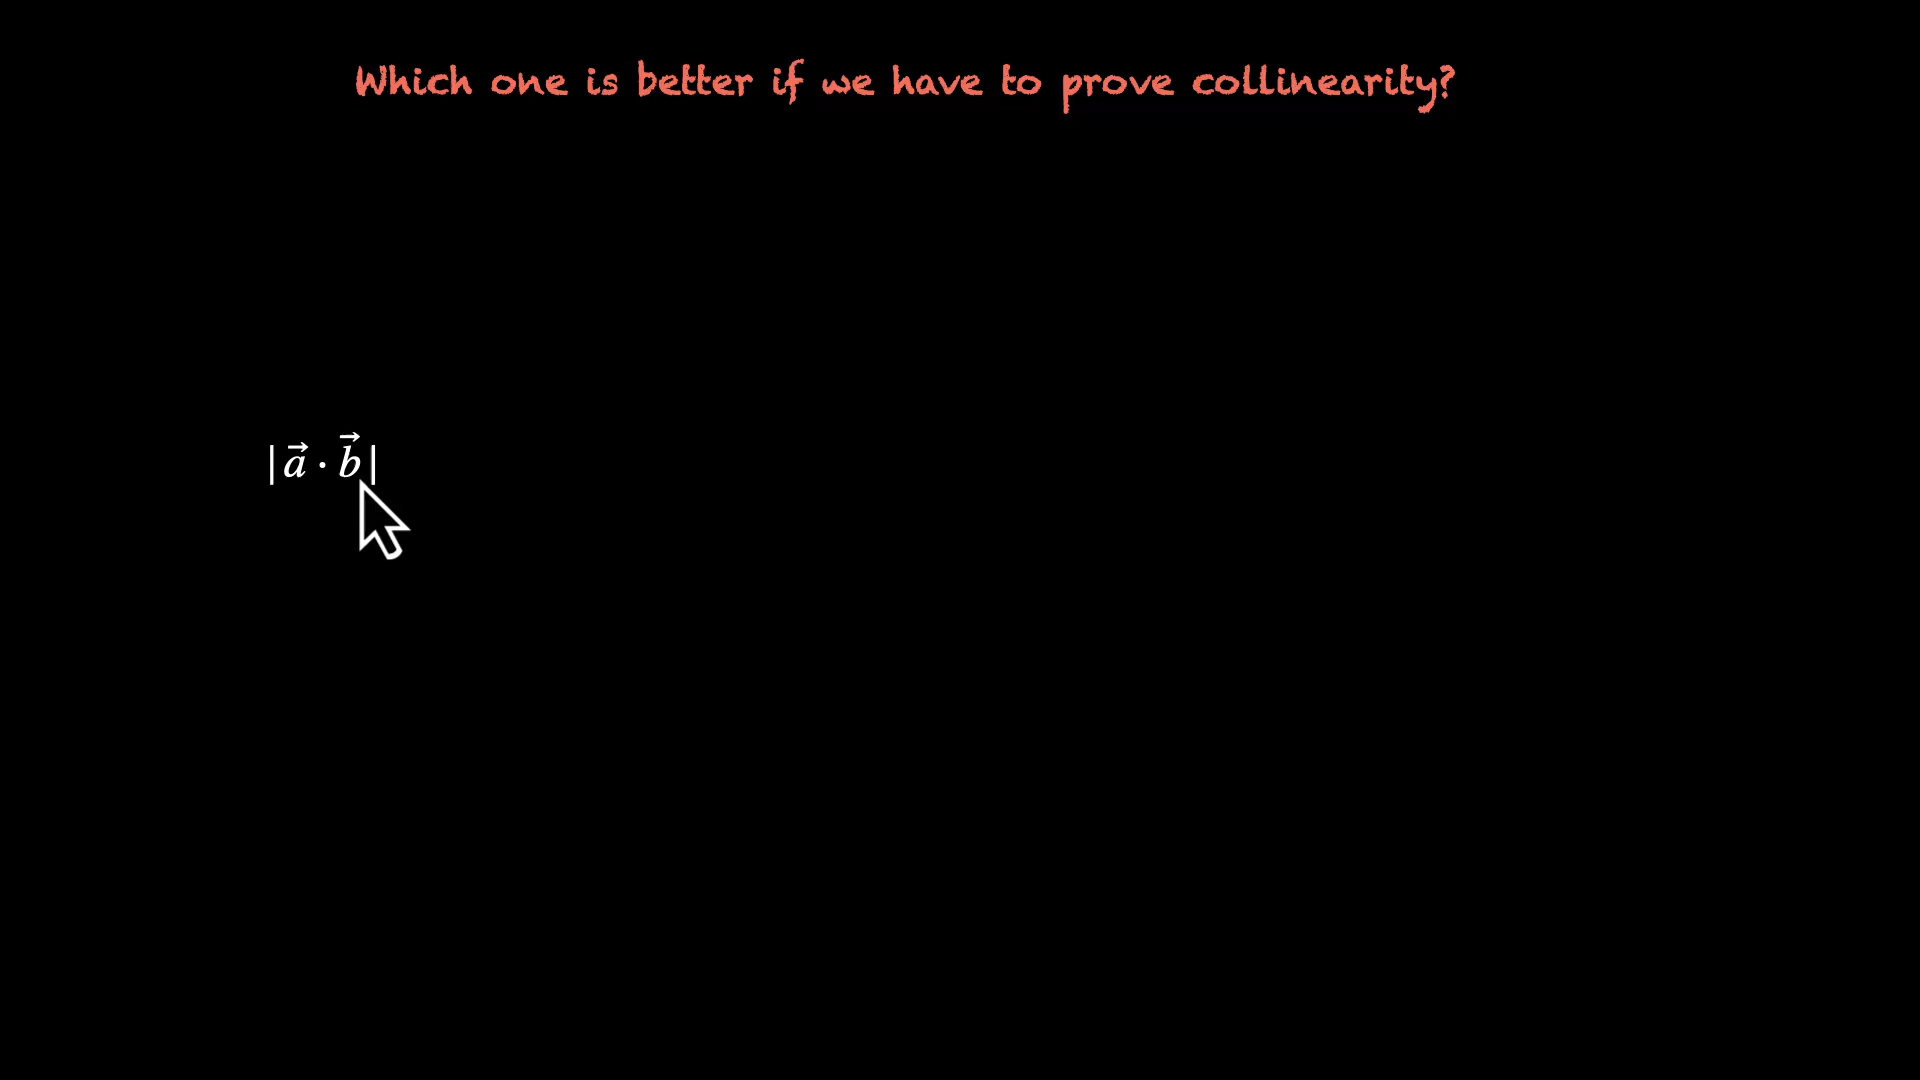 Which one is better if we have to prove collinearity?
|a⃗ · b⃗|